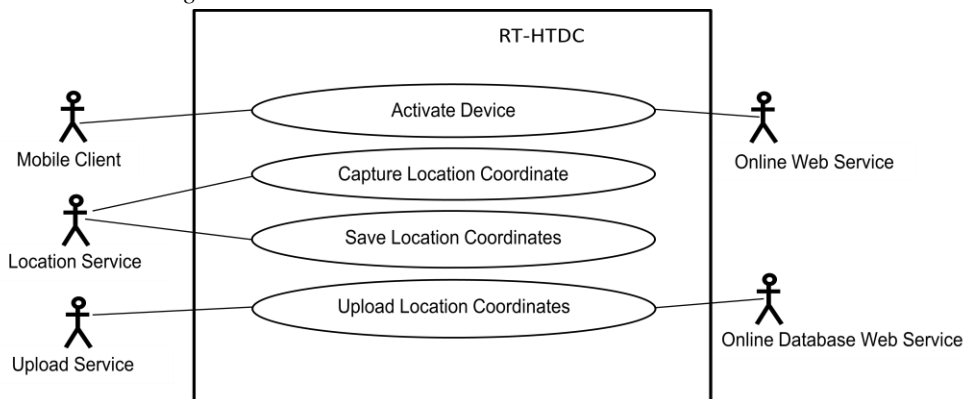 RT-HTDC
Activate Device
Mobile Client
Online Web Service
Capture Location Coordinate
Save Location Coordinates
Location Service
Upload Location Coordinates
Online Database Web Service
Upload Service